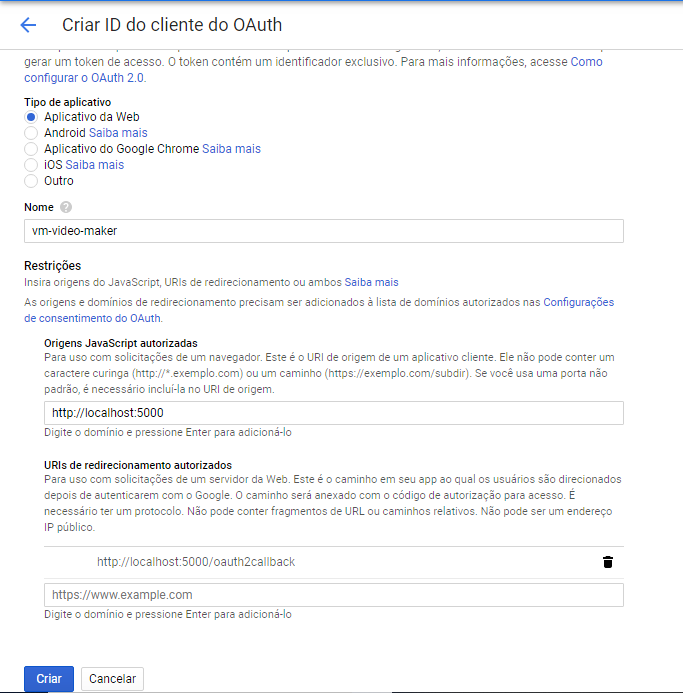 Criar ID do cliente do OAuth
gerar um token de acesso. O token contém um identificador exclusivo. Para mais informações, acesse Como
configurar o OAuth 2.0.
Tipo de aplicativo
Aplicativo da Web
Android Saiba mais
Aplicativo do Google Chrome Saiba mais
iOS Saiba mais
Outro
Nome ?
vm-video-maker
Restrições
Insira origens do JavaScript, URIs de redirecionamento ou ambos Saiba mais
As origens e domínios de redirecionamento precisam ser adicionados à lista de domínios autorizados nas Configurações
de consentimento do OAuth.
Origens JavaScript autorizadas
Para uso com solicitações de um navegador. Este é o URI de origem de um aplicativo cliente. Ele não pode conter um
caractere curinga (http://*.exemplo.com) ou um caminho (https://exemplo.com/subdir). Se você usa uma porta não
padrão, é necessário incluí-la no URI de origem.
http://localhost:5000
Digite o domínio e pressione Enter para adicioná-lo
URIs de redirecionamento autorizados
Para uso com solicitações de um servidor da Web. Este é o caminho em seu app ao qual os usuários são direcionados
depois de autenticarem com o Google. O caminho será anexado com o código de autorização para acesso. É
necessário ter um protocolo. Não pode conter fragmentos de URL ou caminhos relativos. Não pode ser um endereço
IP público.
http://localhost:5000/oauth2callback
https://www.example.com
Digite o domínio e pressione Enter para adicioná-lo
Criar
Cancelar